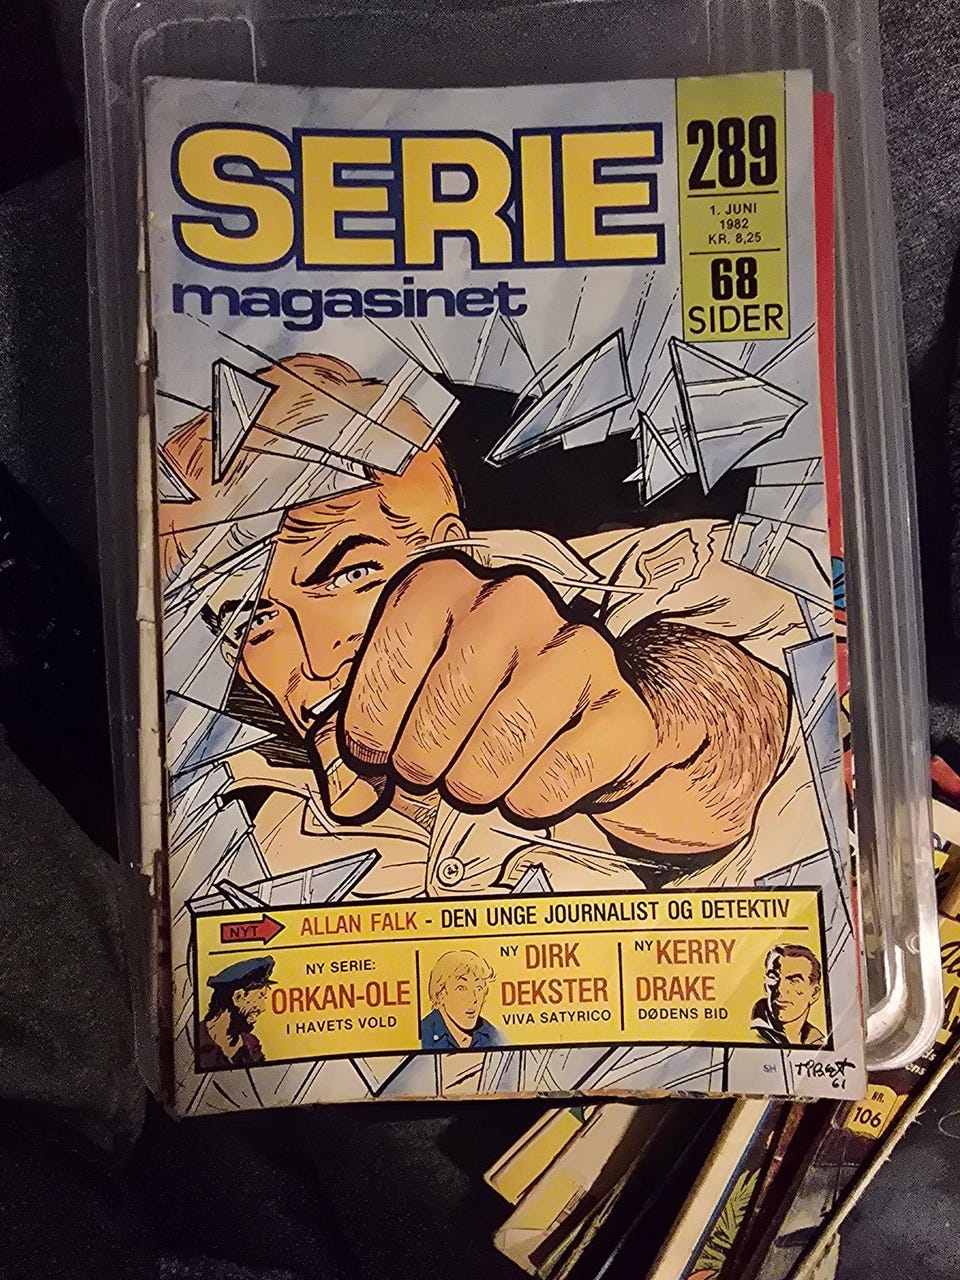 SERIE
magasinet
289
1. JUNI
1982
KR. 8,25
68
SIDER
NYT
ALLAN FALK - DEN UNGE JOURNALIST OG DETEKTIV
NY SERIE:
ORKAN-OLE
I HAVETS VOLD
NY DIRK
DEKSTER
VIVA SATYRICO
NY KERRY
DRAKE
DØDENS BID
SH
61
NR.
106